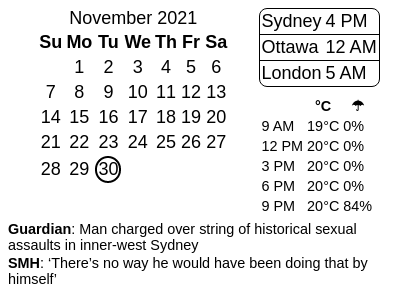 November 2021
Su Mo Tu We Th Fr Sa
1 2 3 4 5 6
7 8 9 10 11 12 13
14 15 16 17 18 19 20
21 22 23 24 25 26 27
28 29 30
Sydney 4 PM
Ottawa 12 AM
London 5 AM
°C ☂
9 AM 19°C 0%
12 PM 20°C 0%
3 PM 20°C 0%
6 PM 20°C 0%
9 PM 20°C 84%
Guardian: Man charged over string of historical sexual
assaults in inner-west Sydney
SMH: ‘There’s no way he would have been doing that by
himself’